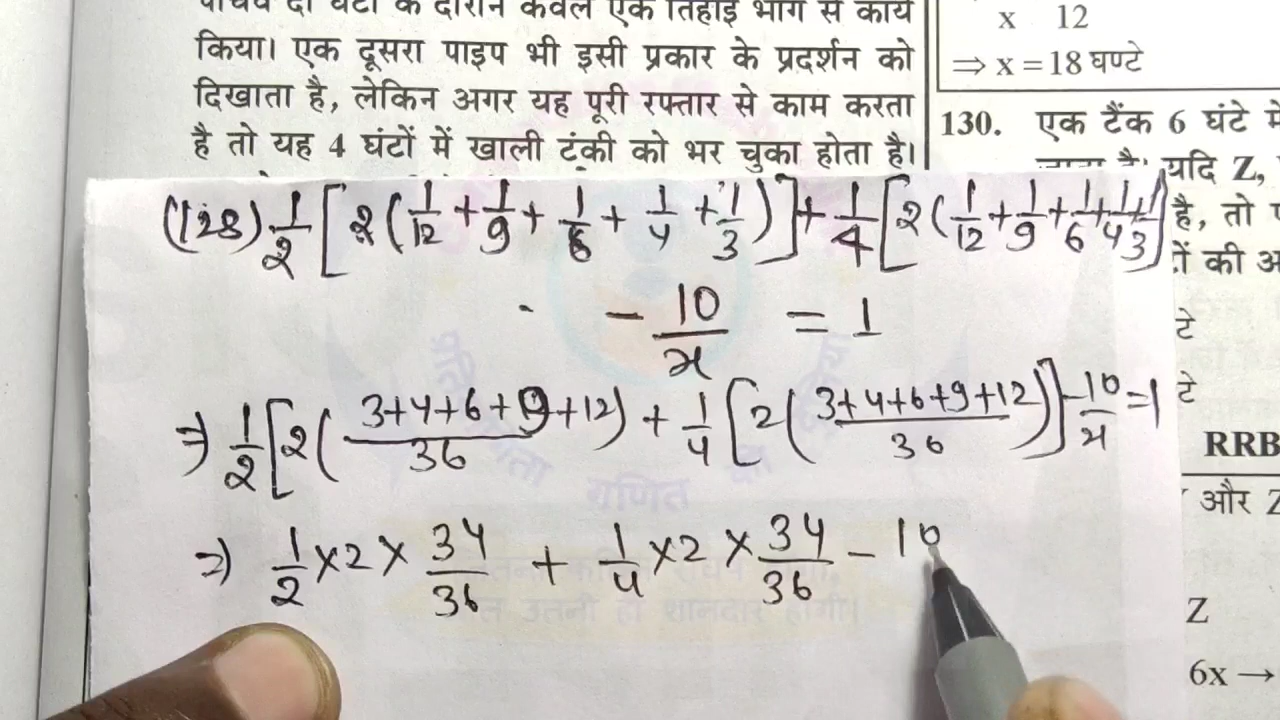 पांचवें दो घंटों के दौरान केवल एक तिहाई भाग से कार्य
किया। एक दूसरा पाइप भी इसी प्रकार के प्रदर्शन को
दिखाता है, लेकिन अगर यह पूरी रफ्तार से काम करता
है तो यह 4 घंटों में खाली टंकी को भर चुका होता है।
x 12
⇒ x = 18 घण्टे
130. एक टैंक 6 घंटे में
यदि Z,
है, तो
की
टे
टे
RRB
और Z
Z
6x →
(128) 1/2 [2(1/12 + 1/9 + 1/6 + 1/4 + 1/3)] + 1/4 [2(1/12 + 1/9 + 1/6 + 1/4 + 1/3)]
- 10/x = 1
⇒ 1/2 [2(3+4+6+9+12)/36 + 1/4 [2(3+4+6+9+12/36)] - 10/x = 1
⇒ 1/2 × 2 × 34/36 + 1/4 × 2 × 34/36 - 10
गणित